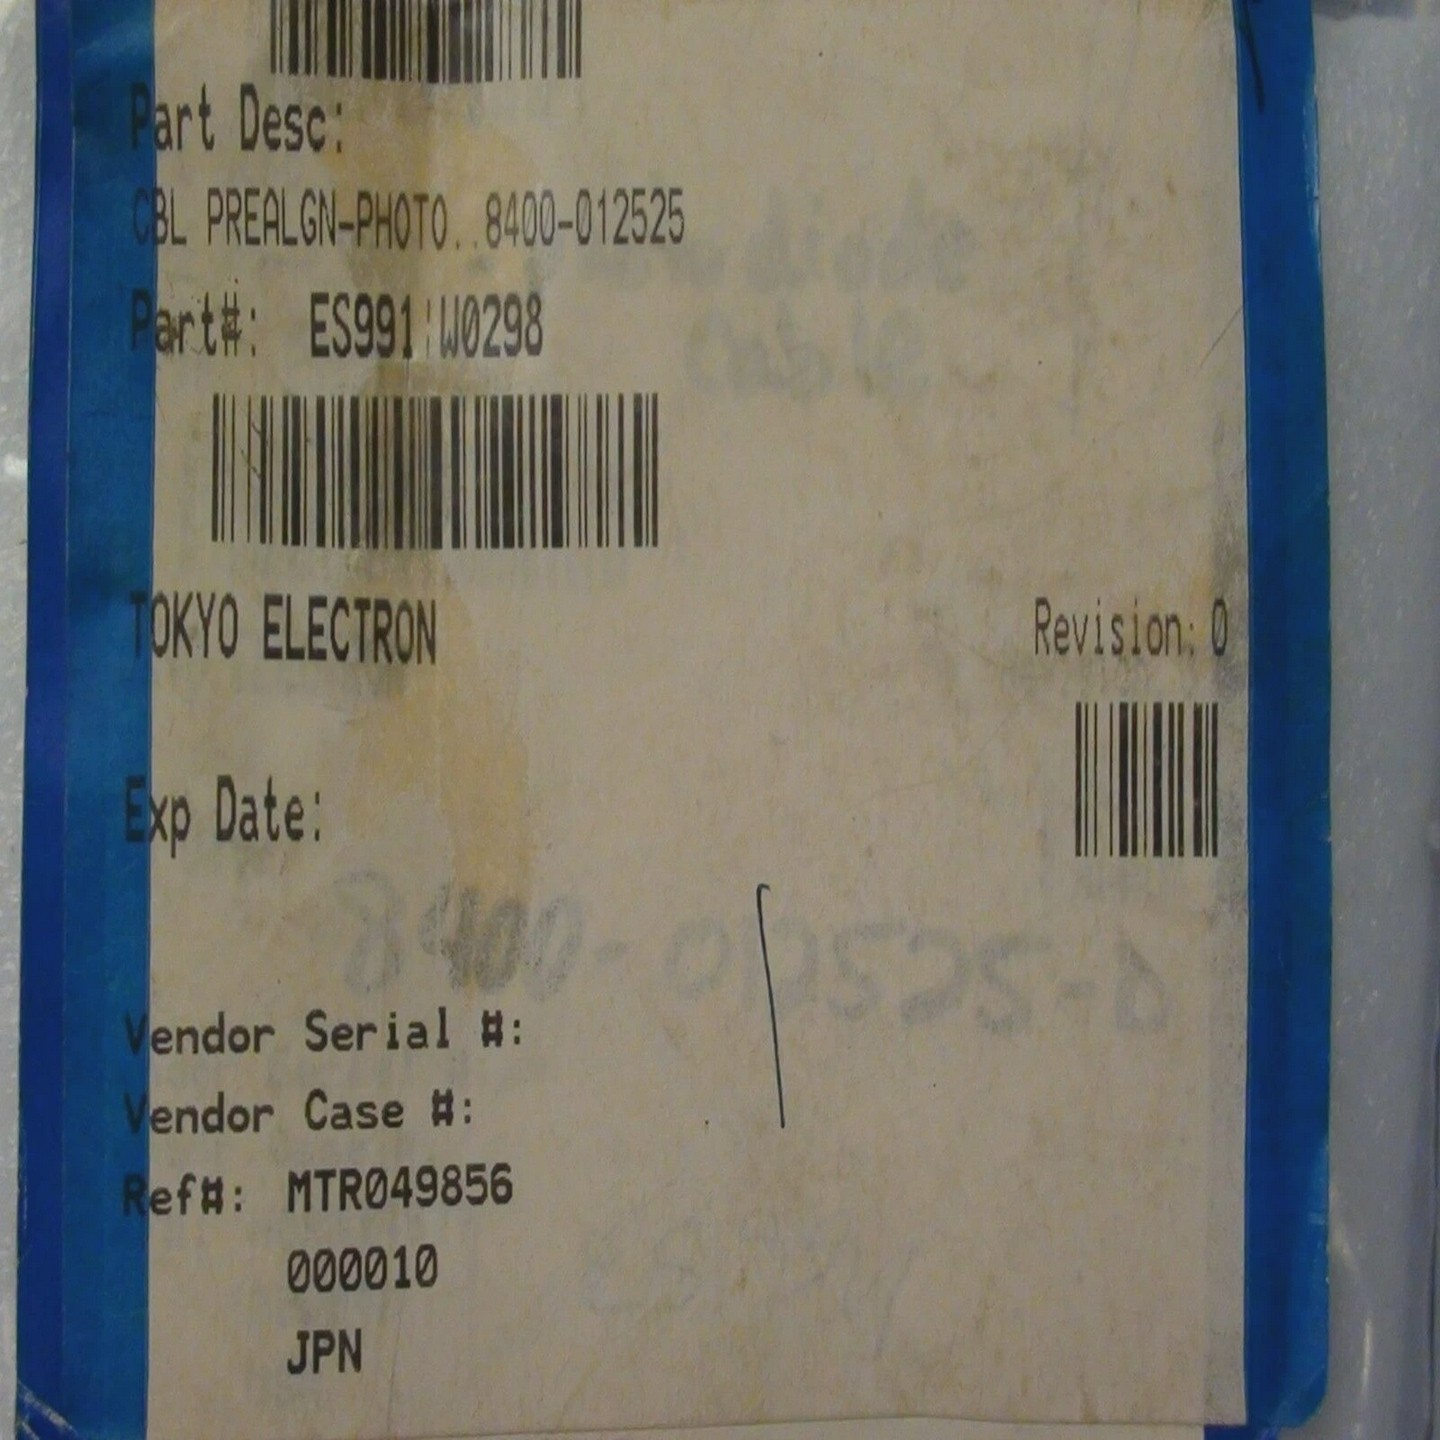 Part Desc:
CBL PREALGN-PHOTO..8400-012525
Part#: ES991:W0298
TOKYO ELECTRON
Revision: 0
Exp Date:
Vendor Serial #:
Vendor Case #:
Ref#: MTR049856
000010
JPN